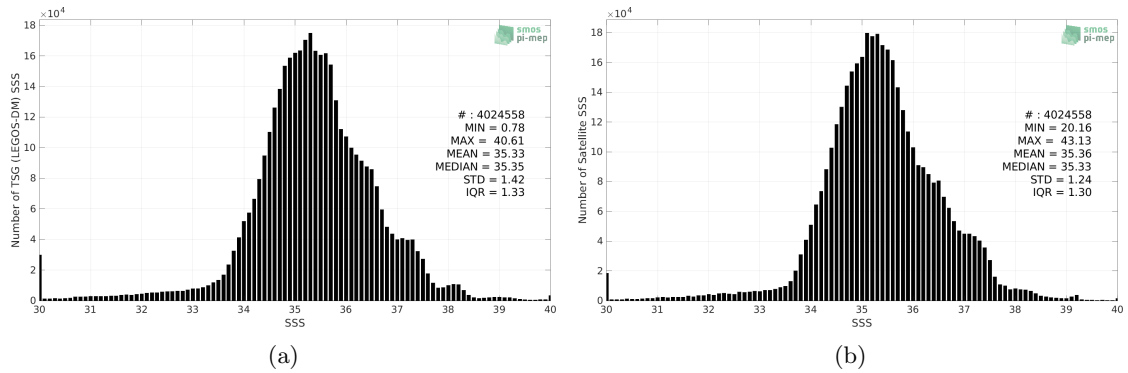 ×10⁴
18
16
14
12
10
8
6
4
2
0
Number of TSG (LEGOS-DM) SSS
30 31 32 33 34 35 36 37 38 39 40
SSS
smos
pi-mep
# : 4024558
MIN = 0.78
MAX = 40.61
MEAN = 35.33
MEDIAN = 35.35
STD = 1.42
IQR = 1.33
(a)
×10⁴
18
16
14
12
10
8
6
4
2
0
Number of Satellite SSS
30 31 32 33 34 35 36 37 38 39 40
SSS
smos
pi-mep
# : 4024558
MIN = 20.16
MAX = 43.13
MEAN = 35.36
MEDIAN = 35.33
STD = 1.24
IQR = 1.30
(b)